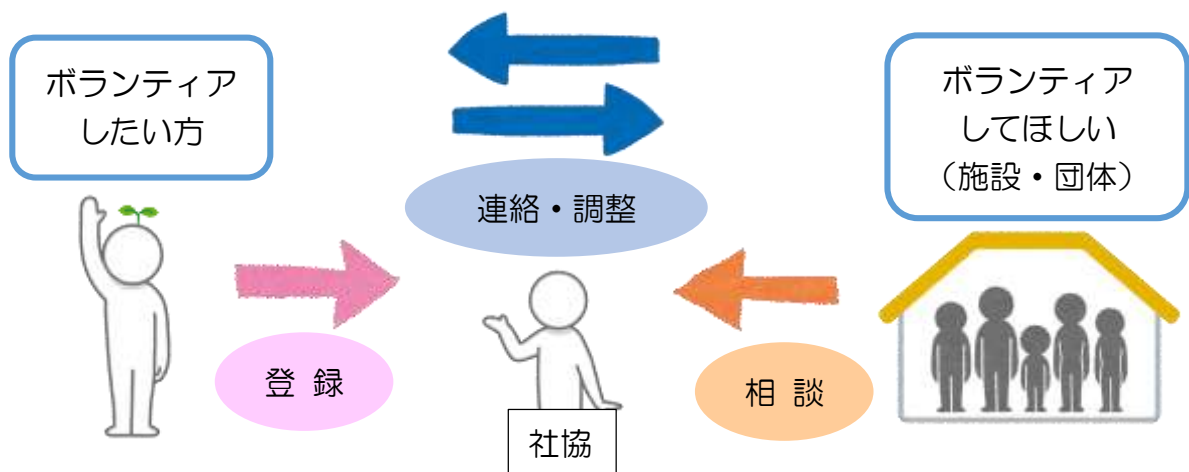 ボランティア
したい方
ボランティア
してほしい
（施設・団体）
連絡・調整
登 録
相 談
社協